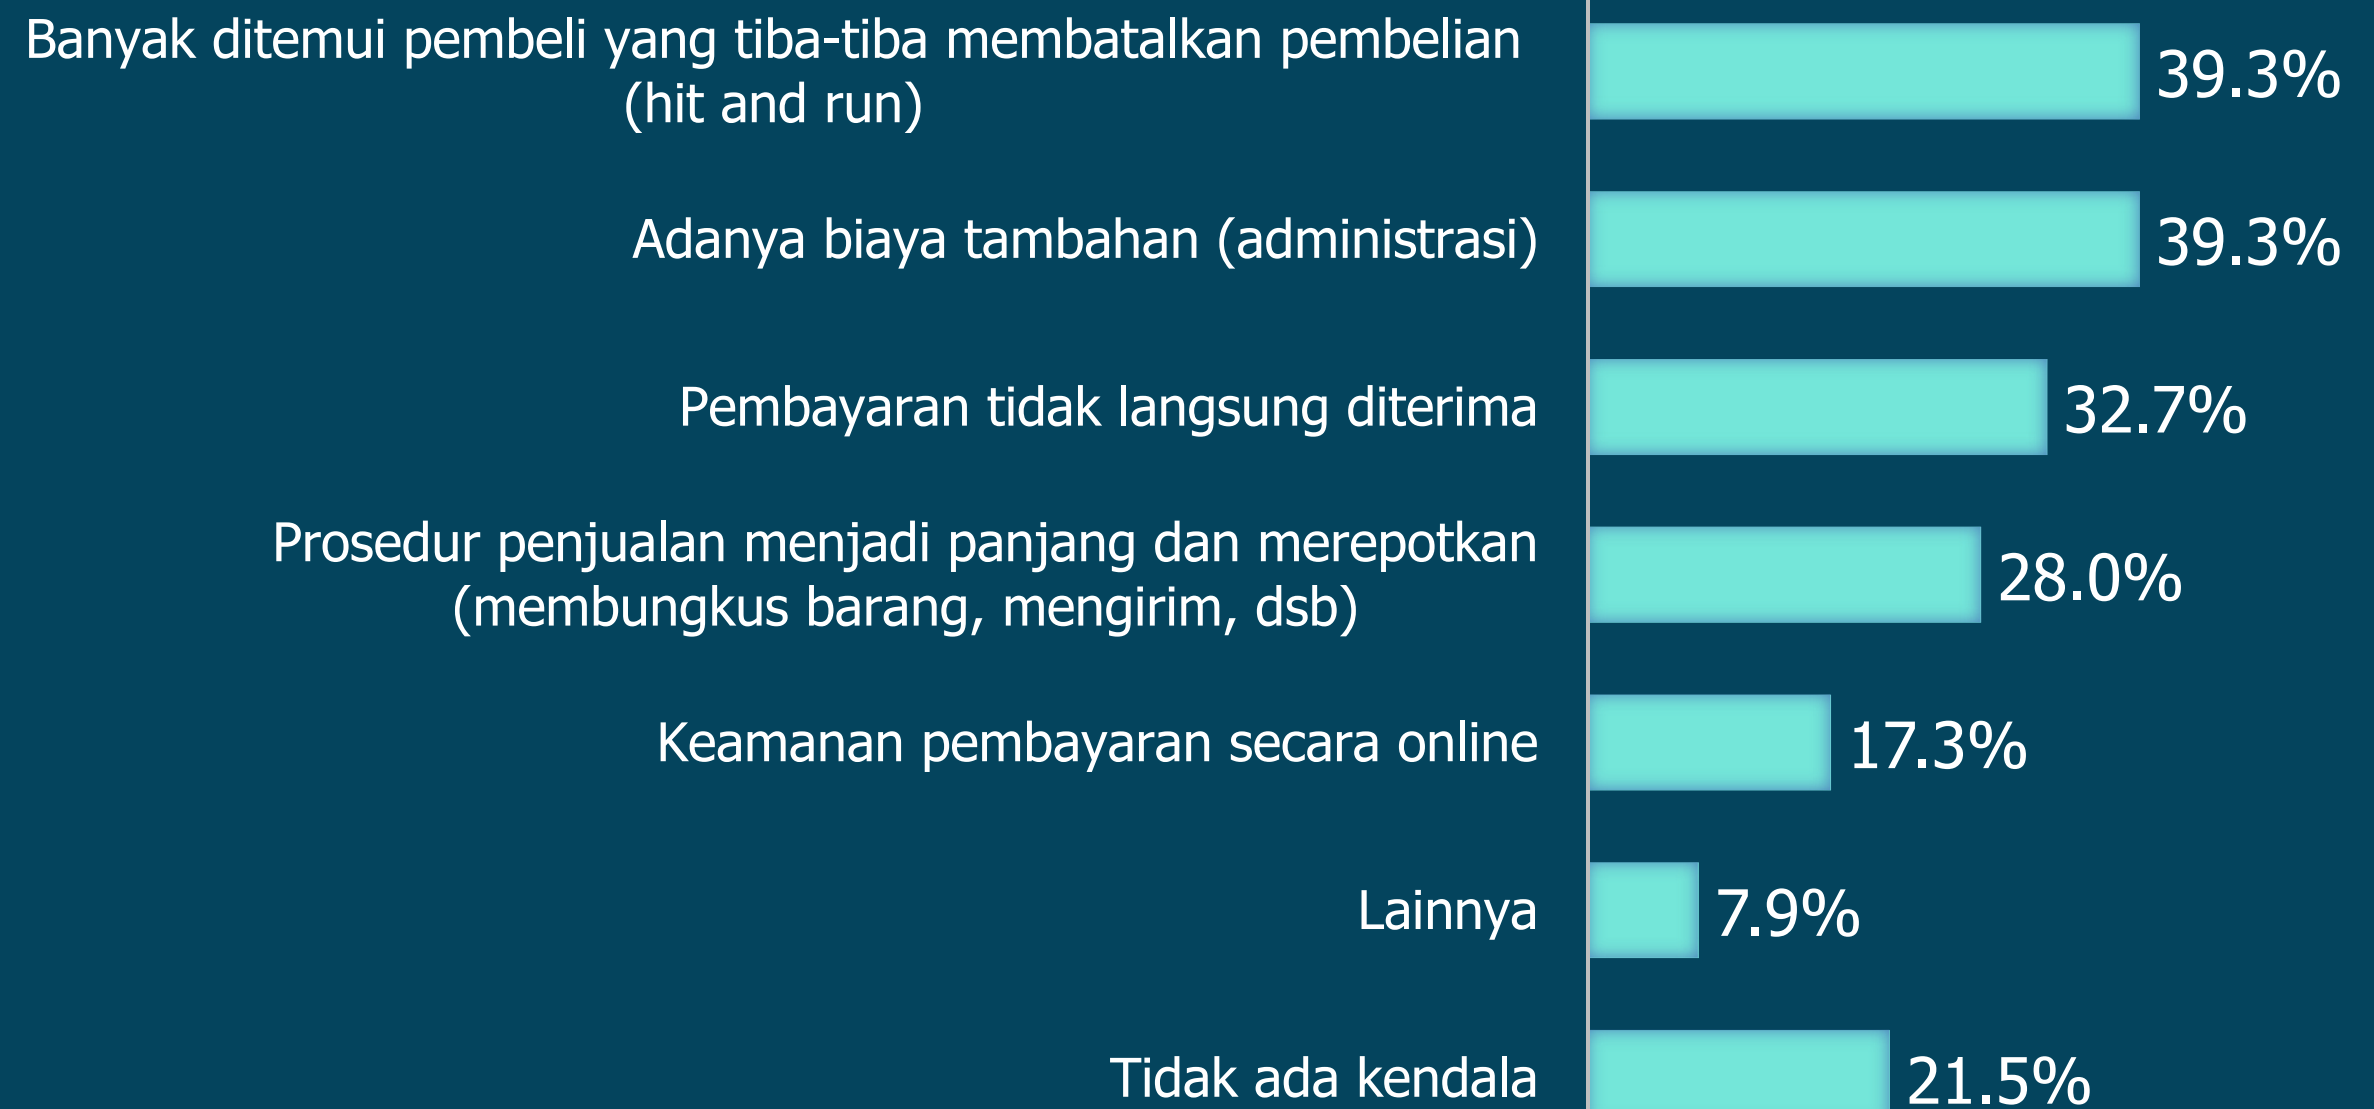 Banyak ditemui pembeli yang tiba-tiba membatalkan pembelian
(hit and run)
39.3%
Adanya biaya tambahan (administrasi)
39.3%
Pembayaran tidak langsung diterima
32.7%
Prosedur penjualan menjadi panjang dan merepotkan
(membungkus barang, mengirim, dsb)
28.0%
Keamanan pembayaran secara online
17.3%
Lainnya
7.9%
Tidak ada kendala
21.5%